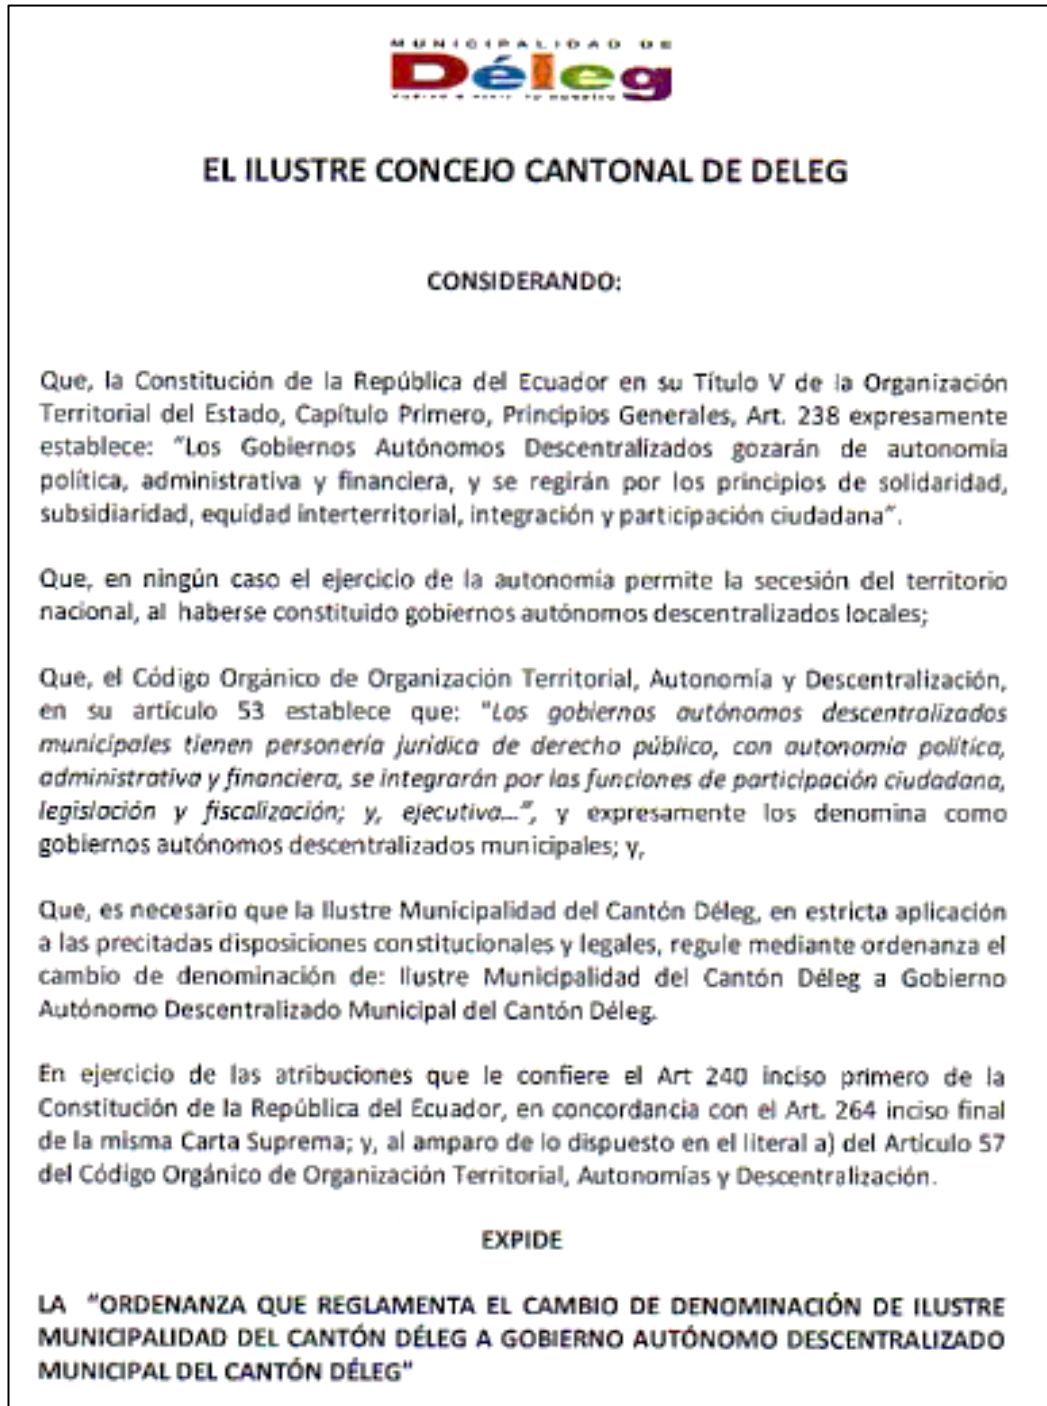 MUNICIPALIDAD DE
Déleg
EL ILUSTRE CONCEJO CANTONAL DE DELEG
CONSIDERANDO:
Que, la Constitución de la República del Ecuador en su Título V de la Organización
Territorial del Estado, Capítulo Primero, Principios Generales, Art. 238 expresamente
establece: "Los Gobiernos Autónomos Descentralizados gozarán de autonomía
política, administrativa y financiera, y se regirán por los principios de solidaridad,
subsidiaridad, equidad interterritorial, integración y participación ciudadana".
Que, en ningún caso el ejercicio de la autonomía permite la secesión del territorio
nacional, al haberse constituido gobiernos autónomos descentralizados locales;
Que, el Código Orgánico de Organización Territorial, Autonomía y Descentralización,
en su artículo 53 establece que: "Los gobiernos autónomos descentralizados
municipales tienen personería jurídica de derecho público, con autonomía política,
administrativa y financiera, se integrarán por las funciones de participación ciudadana,
legislación y fiscalización; y, ejecutiva...", y expresamente los denomina como
gobiernos autónomos descentralizados municipales; y,
Que, es necesario que la Ilustre Municipalidad del Cantón Déleg, en estricta aplicación
a las precitadas disposiciones constitucionales y legales, regule mediante ordenanza el
cambio de denominación de: Ilustre Municipalidad del Cantón Déleg a Gobierno
Autónomo Descentralizado Municipal del Cantón Déleg.
En ejercicio de las atribuciones que le confiere el Art 240 inciso primero de la
Constitución de la República del Ecuador, en concordancia con el Art. 264 inciso final
de la misma Carta Suprema; y, al amparo de lo dispuesto en el literal a) del Artículo 57
del Código Orgánico de Organización Territorial, Autonomías y Descentralización.
EXPIDE
LA "ORDENANZA QUE REGLAMENTA EL CAMBIO DE DENOMINACIÓN DE ILUSTRE
MUNICIPALIDAD DEL CANTÓN DÉLEG A GOBIERNO AUTÓNOMO DESCENTRALIZADO
MUNICIPAL DEL CANTÓN DÉLEG"